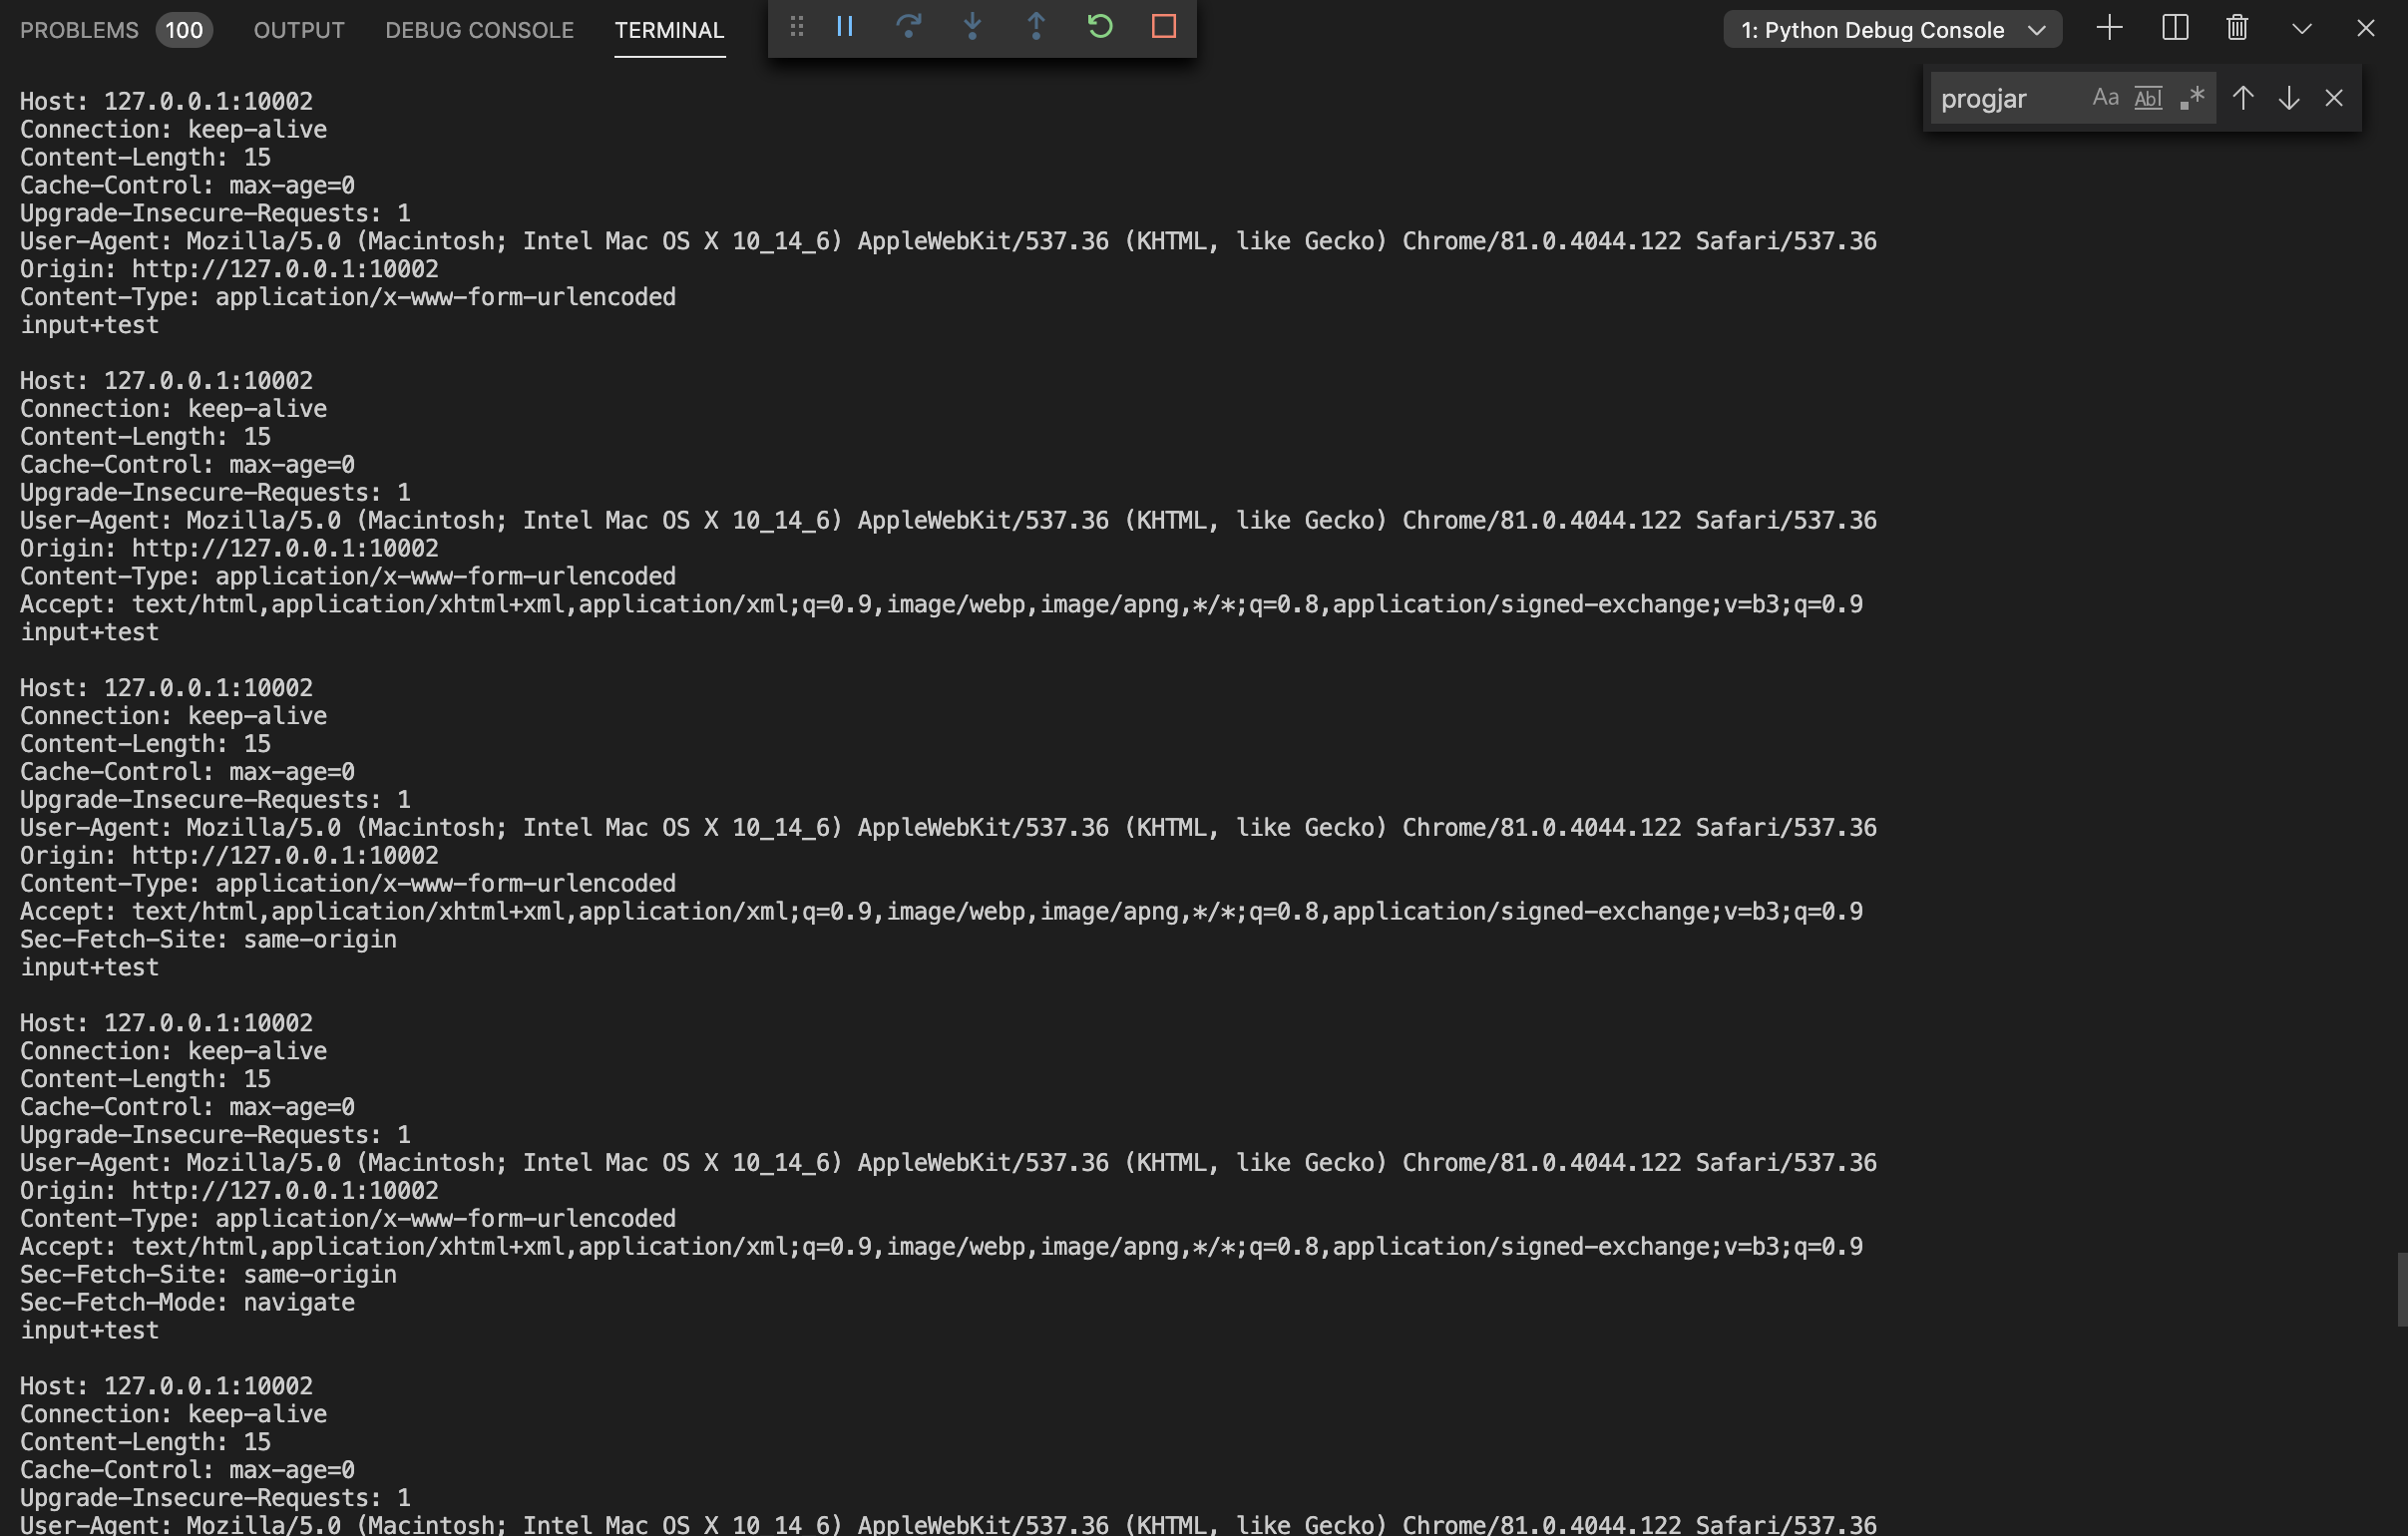 PROBLEMS 100 OUTPUT DEBUG CONSOLE TERMINAL 1: Python Debug Console
progjar Aa Abl .*
Host: 127.0.0.1:10002
Connection: keep-alive
Content-Length: 15
Cache-Control: max-age=0
Upgrade-Insecure-Requests: 1
User-Agent: Mozilla/5.0 (Macintosh; Intel Mac OS X 10_14_6) AppleWebKit/537.36 (KHTML, like Gecko) Chrome/81.0.4044.122 Safari/537.36
Origin: http://127.0.0.1:10002
Content-Type: application/x-www-form-urlencoded
input+test
Host: 127.0.0.1:10002
Connection: keep-alive
Content-Length: 15
Cache-Control: max-age=0
Upgrade-Insecure-Requests: 1
User-Agent: Mozilla/5.0 (Macintosh; Intel Mac OS X 10_14_6) AppleWebKit/537.36 (KHTML, like Gecko) Chrome/81.0.4044.122 Safari/537.36
Origin: http://127.0.0.1:10002
Content-Type: application/x-www-form-urlencoded
Accept: text/html,application/xhtml+xml,application/xml;q=0.9,image/webp,image/apng,*/*;q=0.8,application/signed-exchange;v=b3;q=0.9
input+test
Host: 127.0.0.1:10002
Connection: keep-alive
Content-Length: 15
Cache-Control: max-age=0
Upgrade-Insecure-Requests: 1
User-Agent: Mozilla/5.0 (Macintosh; Intel Mac OS X 10_14_6) AppleWebKit/537.36 (KHTML, like Gecko) Chrome/81.0.4044.122 Safari/537.36
Origin: http://127.0.0.1:10002
Content-Type: application/x-www-form-urlencoded
Accept: text/html,application/xhtml+xml,application/xml;q=0.9,image/webp,image/apng,*/*;q=0.8,application/signed-exchange;v=b3;q=0.9
Sec-Fetch-Site: same-origin
input+test
Host: 127.0.0.1:10002
Connection: keep-alive
Content-Length: 15
Cache-Control: max-age=0
Upgrade-Insecure-Requests: 1
User-Agent: Mozilla/5.0 (Macintosh; Intel Mac OS X 10_14_6) AppleWebKit/537.36 (KHTML, like Gecko) Chrome/81.0.4044.122 Safari/537.36
Origin: http://127.0.0.1:10002
Content-Type: application/x-www-form-urlencoded
Accept: text/html,application/xhtml+xml,application/xml;q=0.9,image/webp,image/apng,*/*;q=0.8,application/signed-exchange;v=b3;q=0.9
Sec-Fetch-Site: same-origin
Sec-Fetch-Mode: navigate
input+test
Host: 127.0.0.1:10002
Connection: keep-alive
Content-Length: 15
Cache-Control: max-age=0
Upgrade-Insecure-Requests: 1
User-Agent: Mozilla/5.0 (Macintosh; Intel Mac OS X 10_14_6) AppleWebKit/537.36 (KHTML, like Gecko) Chrome/81.0.4044.122 Safari/537.36